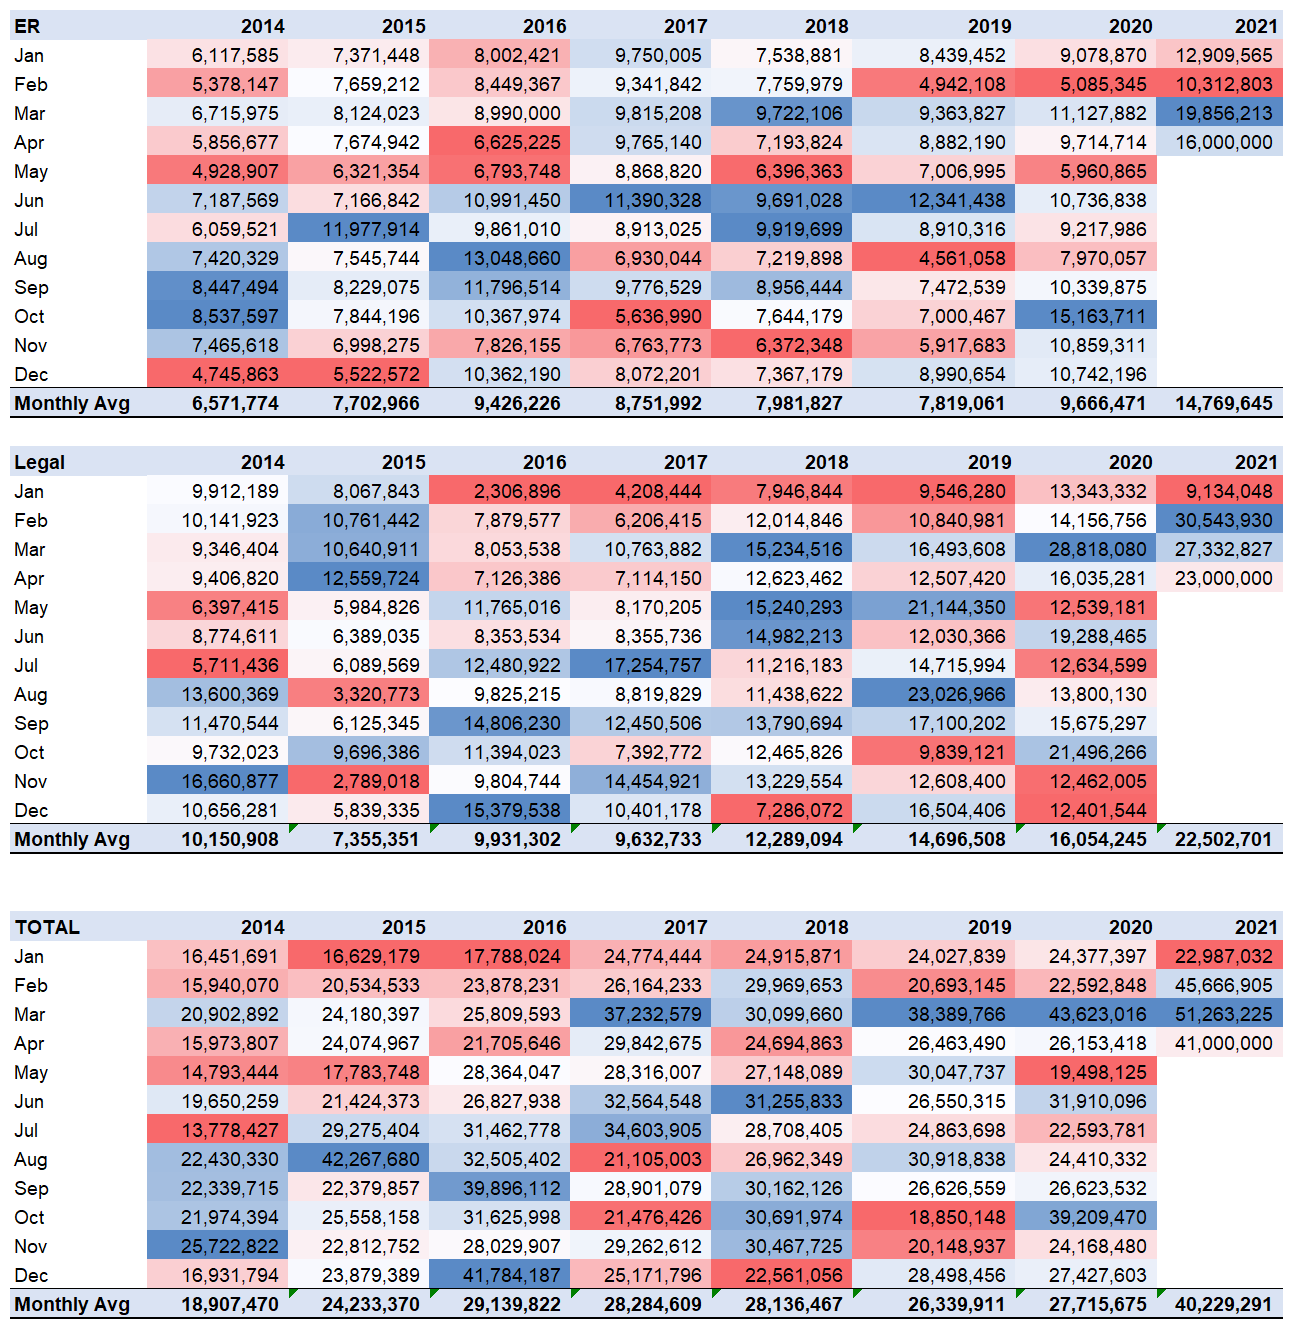 ER 2014 2015 2016 2017 2018 2019 2020 2021
Jan 6,117,585 7,371,448 8,002,421 9,750,005 7,538,881 8,439,452 9,078,870 12,909,565
Feb 5,378,147 7,659,212 8,449,367 9,341,842 7,759,979 4,942,108 5,085,345 10,312,803
Mar 6,715,975 8,124,023 8,990,000 9,815,208 9,722,106 9,363,827 11,127,882 19,856,213
Apr 5,856,677 7,674,942 6,625,225 9,765,140 7,193,824 8,882,190 9,714,714 16,000,000
May 4,928,907 6,321,354 6,793,748 8,868,820 6,396,363 7,006,995 5,960,865
Jun 7,187,569 7,166,842 10,991,450 11,390,328 9,691,028 12,341,438 10,736,838
Jul 6,059,521 11,977,914 9,861,010 8,913,025 9,919,699 8,910,316 9,217,986
Aug 7,420,329 7,545,744 13,048,660 6,930,044 7,219,898 4,561,058 7,970,057
Sep 8,447,494 8,229,075 11,796,514 9,776,529 8,956,444 7,472,539 10,339,875
Oct 8,537,597 7,844,196 10,367,974 5,636,990 7,644,179 7,000,467 15,163,711
Nov 7,465,618 6,998,275 7,826,155 6,763,773 6,372,348 5,917,683 10,859,311
Dec 4,745,863 5,522,572 10,362,190 8,072,201 7,367,179 8,990,654 10,742,196
Monthly Avg 6,571,774 7,702,966 9,426,226 8,751,992 7,981,827 7,819,061 9,666,471 14,769,645
Legal 2014 2015 2016 2017 2018 2019 2020 2021
Jan 9,912,189 8,067,843 2,306,896 4,208,444 7,946,844 9,546,280 13,343,332 9,134,048
Feb 10,141,923 10,761,442 7,879,577 6,206,415 12,014,846 10,840,981 14,156,756 30,543,930
Mar 9,346,404 10,640,911 8,053,538 10,763,882 15,234,516 16,493,608 28,818,080 27,332,827
Apr 9,406,820 12,559,724 7,126,386 7,114,150 12,623,462 12,507,420 16,035,281 23,000,000
May 6,397,415 5,984,826 11,765,016 8,170,205 15,240,293 21,144,350 12,539,181
Jun 8,774,611 6,389,035 8,353,534 8,355,736 14,982,213 12,030,366 19,288,465
Jul 5,711,436 6,089,569 12,480,922 17,254,757 11,216,183 14,715,994 12,634,599
Aug 13,600,369 3,320,773 9,825,215 8,819,829 11,438,622 23,026,966 13,800,130
Sep 11,470,544 6,125,345 14,806,230 12,450,506 13,790,694 17,100,202 15,675,297
Oct 9,732,023 9,696,386 11,394,023 7,392,772 12,465,826 9,839,121 21,496,266
Nov 16,660,877 2,789,018 9,804,744 14,454,921 13,229,554 12,608,400 12,462,005
Dec 10,656,281 5,839,335 15,379,538 10,401,178 7,286,072 16,504,406 12,401,544
Monthly Avg 10,150,908 7,355,351 9,931,302 9,632,733 12,289,094 14,696,508 16,054,245 22,502,701
TOTAL 2014 2015 2016 2017 2018 2019 2020 2021
Jan 16,451,691 16,629,179 17,788,024 24,774,444 24,915,871 24,027,839 24,377,397 22,987,032
Feb 15,940,070 20,534,533 23,878,231 26,164,233 29,969,653 20,693,145 22,592,848 45,666,905
Mar 20,902,892 24,180,397 25,809,593 37,232,579 30,099,660 38,389,766 43,623,016 51,263,225
Apr 15,973,807 24,074,967 21,705,646 29,842,675 24,694,863 26,463,490 26,153,418 41,000,000
May 14,793,444 17,783,748 28,364,047 28,316,007 27,148,089 30,047,737 19,498,125
Jun 19,650,259 21,424,373 26,827,938 32,564,548 31,255,833 26,550,315 31,910,096
Jul 13,778,427 29,275,404 31,462,778 34,603,905 28,708,405 24,863,698 22,593,781
Aug 22,430,330 42,267,680 32,505,402 21,105,003 26,962,349 30,918,838 24,410,332
Sep 22,339,715 22,379,857 39,896,112 28,901,079 30,162,126 26,626,559 26,623,532
Oct 21,974,394 25,558,158 31,625,998 21,476,426 30,691,974 18,850,148 39,209,470
Nov 25,722,822 22,812,752 28,029,907 29,262,612 30,467,725 20,148,937 24,168,480
Dec 16,931,794 23,879,389 41,784,187 25,171,796 22,561,056 28,498,456 27,427,603
Monthly Avg 18,907,470 24,233,370 29,139,822 28,284,609 28,136,467 26,339,911 27,715,675 40,229,291